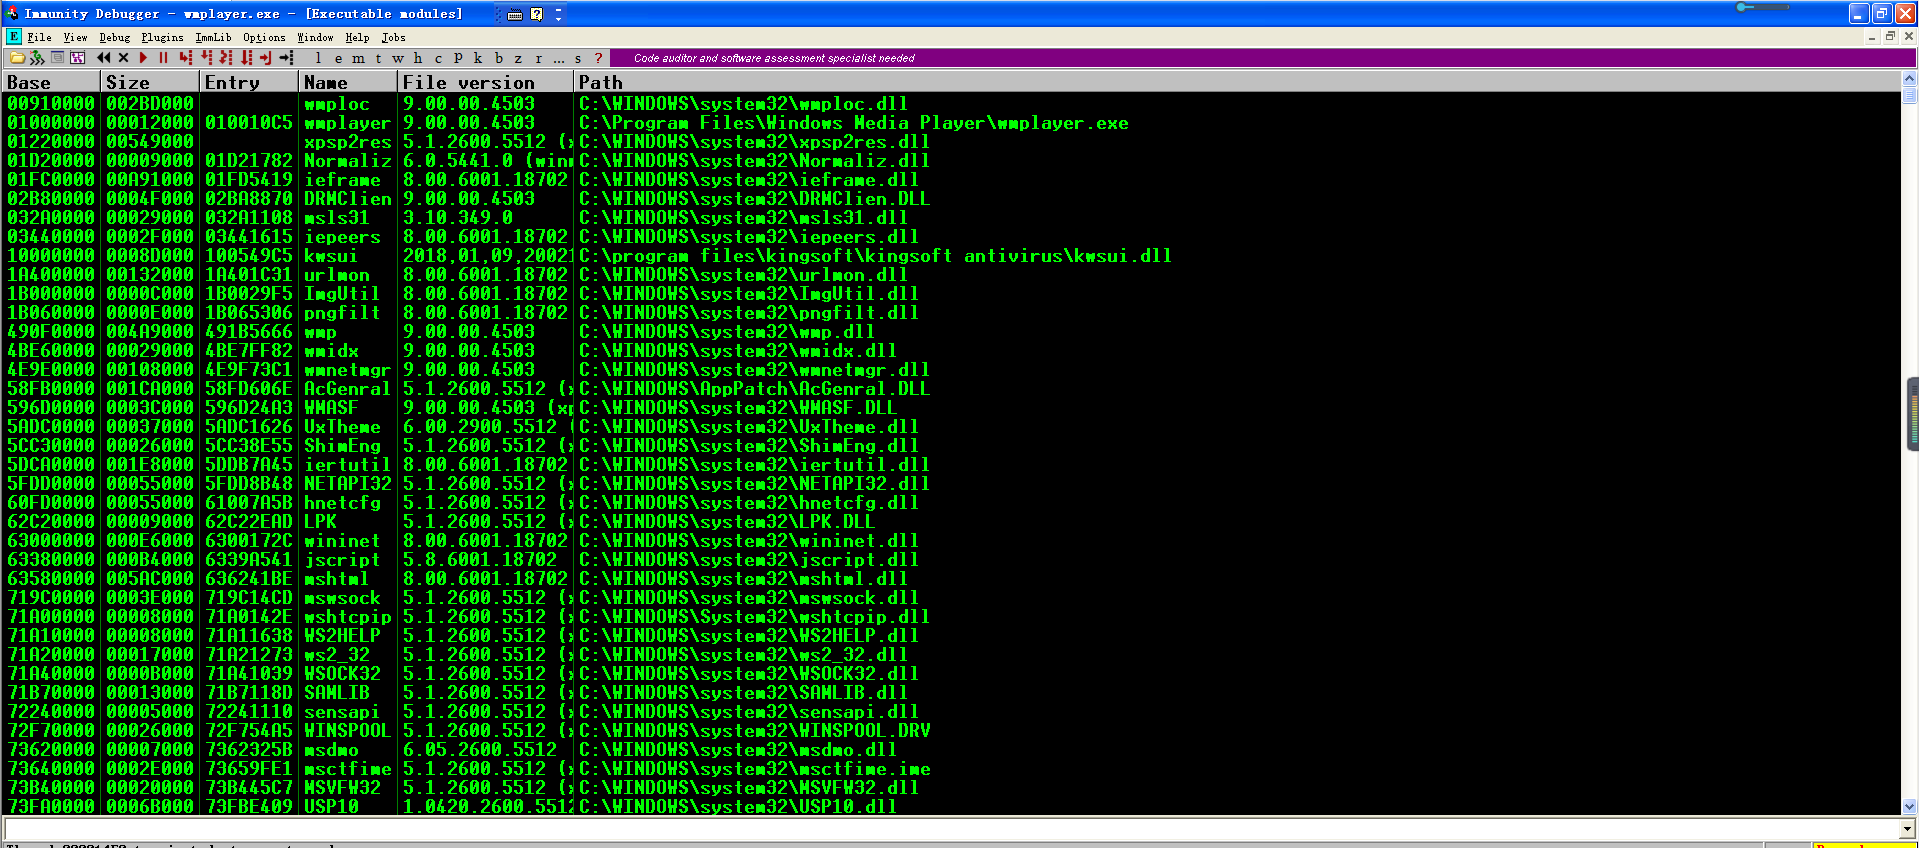 Immunity Debugger - wmplayer.exe - [Executable modules]
E File View Debug Plugins ImmLib Options Window Help Jobs
l e m t w h c P k b z r ... s ? Code auditor and software assessment specialist needed
Base Size Entry Name File version Path
00910000 002BD000 wmploc 9.00.00.4503 C:\WINDOWS\system32\wmploc.dll
01000000 00012000 010010C5 wmplayer 9.00.00.4503 C:\Program Files\Windows Media Player\wmplayer.exe
01220000 00549000 xpsp2res 5.1.2600.5512 (x C:\WINDOWS\system32\xpsp2res.dll
01D20000 00009000 01D21782 Normaliz 6.0.5441.0 (winm C:\WINDOWS\system32\Normaliz.dll
01FC0000 00A91000 01FD5419 ieframe 8.00.6001.18702 C:\WINDOWS\system32\ieframe.dll
02B80000 0004F000 02BA8870 DRMClien 9.00.00.4503 C:\WINDOWS\system32\DRMClien.DLL
032A0000 00029000 032A1108 msls31 3.10.349.0 C:\WINDOWS\system32\msls31.dll
03440000 0002F000 03441615 iepeers 8.00.6001.18702 C:\WINDOWS\system32\iepeers.dll
10000000 0008D000 100549C5 kwsui 2018,01,09,20021 C:\program files\kingsoft\kingsoft antivirus\kwsui.dll
1A400000 00132000 1A401C31 urlmon 8.00.6001.18702 C:\WINDOWS\system32\urlmon.dll
1B000000 0000C000 1B0029F5 ImgUtil 8.00.6001.18702 C:\WINDOWS\system32\ImgUtil.dll
1B060000 0000E000 1B065306 pngfilt 8.00.6001.18702 C:\WINDOWS\system32\pngfilt.dll
490F0000 004A9000 491B5666 wmp 9.00.00.4503 C:\WINDOWS\system32\wmp.dll
4BE60000 00029000 4BE7FF82 wmidx 9.00.00.4503 C:\WINDOWS\system32\wmidx.dll
4E9E0000 00108000 4E9F73C1 wmnetmgr 9.00.00.4503 C:\WINDOWS\system32\wmnetmgr.dll
58FB0000 001CA000 58FD606E AcGenral 5.1.2600.5512 (x C:\WINDOWS\AppPatch\AcGenral.DLL
596D0000 0003C000 596D24A3 WMASF 9.00.00.4503 (xp C:\WINDOWS\system32\WMASF.DLL
5ADC0000 00037000 5ADC1626 UxTheme 6.00.2900.5512 ( C:\WINDOWS\system32\UxTheme.dll
5CC30000 00026000 5CC38E55 ShimEng 5.1.2600.5512 (x C:\WINDOWS\system32\ShimEng.dll
5DCA0000 001E8000 5DDB7A45 iertutil 8.00.6001.18702 C:\WINDOWS\system32\iertutil.dll
5FDD0000 00055000 5FDD8B48 NETAPI32 5.1.2600.5512 (x C:\WINDOWS\system32\NETAPI32.dll
60FD0000 00055000 61007A5B hnetcfg 5.1.2600.5512 (x C:\WINDOWS\system32\hnetcfg.dll
62C20000 00009000 62C22EAD LPK 5.1.2600.5512 (x C:\WINDOWS\system32\LPK.DLL
63000000 000E6000 6300172C wininet 8.00.6001.18702 C:\WINDOWS\system32\wininet.dll
63380000 000B4000 6339A541 jscript 5.8.6001.18702 C:\WINDOWS\system32\jscript.dll
63580000 005AC000 636241BE mshtml 8.00.6001.18702 C:\WINDOWS\system32\mshtml.dll
719C0000 0003E000 719C14CD mswsock 5.1.2600.5512 (x C:\WINDOWS\system32\mswsock.dll
71A00000 00008000 71A0142E wshtcpip 5.1.2600.5512 (x C:\WINDOWS\System32\wshtcpip.dll
71A10000 00008000 71A11638 WS2HELP 5.1.2600.5512 (x C:\WINDOWS\system32\WS2HELP.dll
71A20000 00017000 71A21273 ws2_32 5.1.2600.5512 (x C:\WINDOWS\system32\ws2_32.dll
71A40000 0000B000 71A41039 WSOCK32 5.1.2600.5512 (x C:\WINDOWS\system32\WSOCK32.dll
71B70000 00013000 71B7118D SAMLIB 5.1.2600.5512 (x C:\WINDOWS\system32\SAMLIB.dll
72240000 00005000 72241110 sensapi 5.1.2600.5512 (x C:\WINDOWS\system32\sensapi.dll
72F70000 00026000 72F754A5 WINSPOOL 5.1.2600.5512 (x C:\WINDOWS\system32\WINSPOOL.DRV
73620000 00007000 7362325B msdmo 6.05.2600.5512 C:\WINDOWS\system32\msdmo.dll
73640000 0002E000 73659FE1 msctfime 5.1.2600.5512 (x C:\WINDOWS\system32\msctfime.ime
73B40000 00020000 73B445C7 MSVFW32 5.1.2600.5512 (x C:\WINDOWS\system32\MSVFW32.dll
73FA0000 0006B000 73FBE409 USP10 1.0420.2600.5512 C:\WINDOWS\system32\USP10.dll